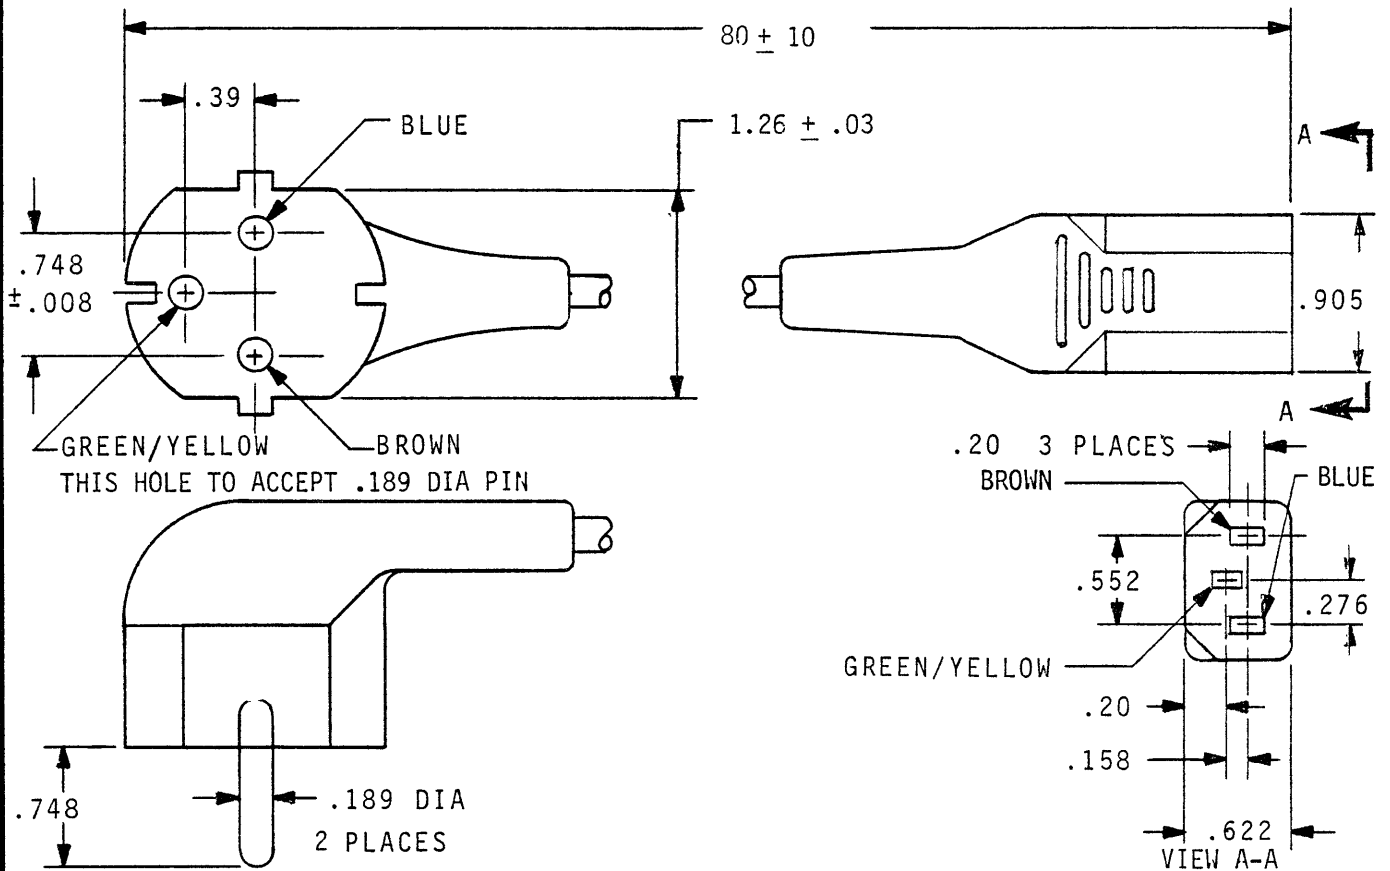 80 ± 10
.39
BLUE
1.26 ± .03
A
.748
±.008
.905
A
GREEN/YELLOW
BROWN
THIS HOLE TO ACCEPT .189 DIA PIN
.20 3 PLACES
BROWN
BLUE
.552
.276
GREEN/YELLOW
.20
.158
.748
.189 DIA
2 PLACES
.622
VIEW A-A